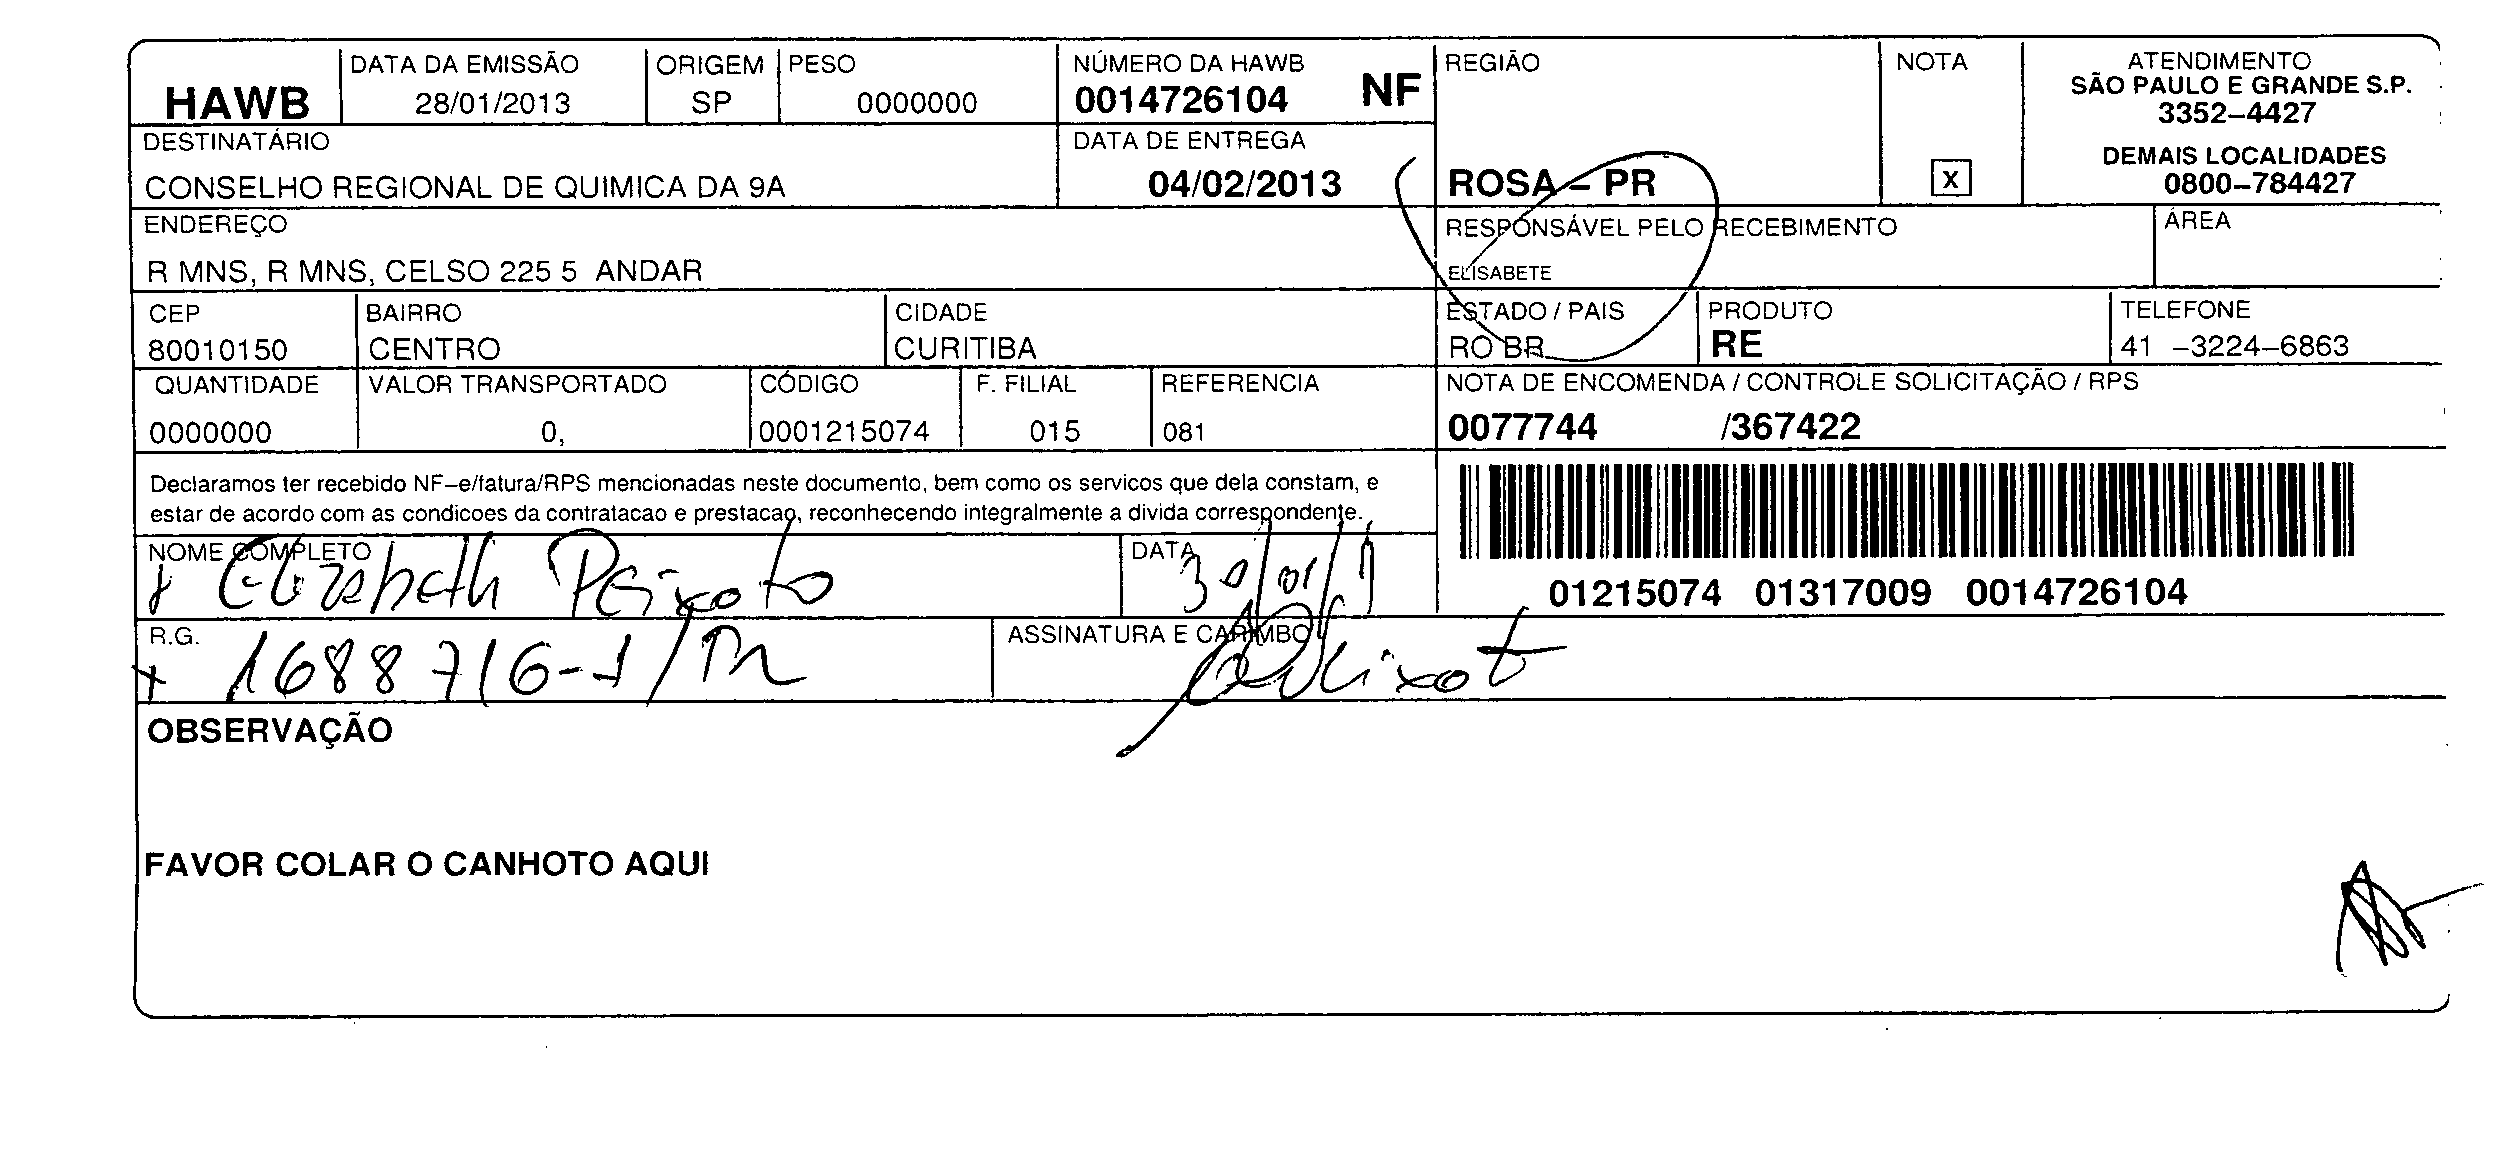 HAWB
DATA DA EMISSÃO
28/01/2013
ORIGEM
SP
PESO
0000000
NÚMERO DA HAWB
0014726104 NF
REGIÃO
ROSA – PR
NOTA
X
ATENDIMENTO
SÃO PAULO E GRANDE S.P.
3352–4427
DEMAIS LOCALIDADES
0800–784427
DESTINATÁRIO
CONSELHO REGIONAL DE QUIMICA DA 9A
DATA DE ENTREGA
04/02/2013
ENDEREÇO
R MNS, R MNS, CELSO 225 5 ANDAR
RESPONSÁVEL PELO RECEBIMENTO
ELISABETE
ÁREA
CEP
80010150
BAIRRO
CENTRO
CIDADE
CURITIBA
ESTADO / PAIS
RO BR
PRODUTO
RE
TELEFONE
41 –3224–6863
QUANTIDADE
0000000
VALOR TRANSPORTADO
0,
CÓDIGO
0001215074
F. FILIAL
015
REFERENCIA
081
NOTA DE ENCOMENDA / CONTROLE SOLICITAÇÃO / RPS
0077744 /367422
Declaramos ter recebido NF–e/fatura/RPS mencionadas neste documento, bem como os servicos que dela constam, e
estar de acordo com as condicoes da contratacao e prestacao, reconhecendo integralmente a divida correspondente.
NOME COMPLETO
Elizabeth Peixoto
DATA
30/01/
01215074 01317009 0014726104
R.G.
1688716-1/Pr
ASSINATURA E CARIMBO
OBSERVAÇÃO
FAVOR COLAR O CANHOTO AQUI